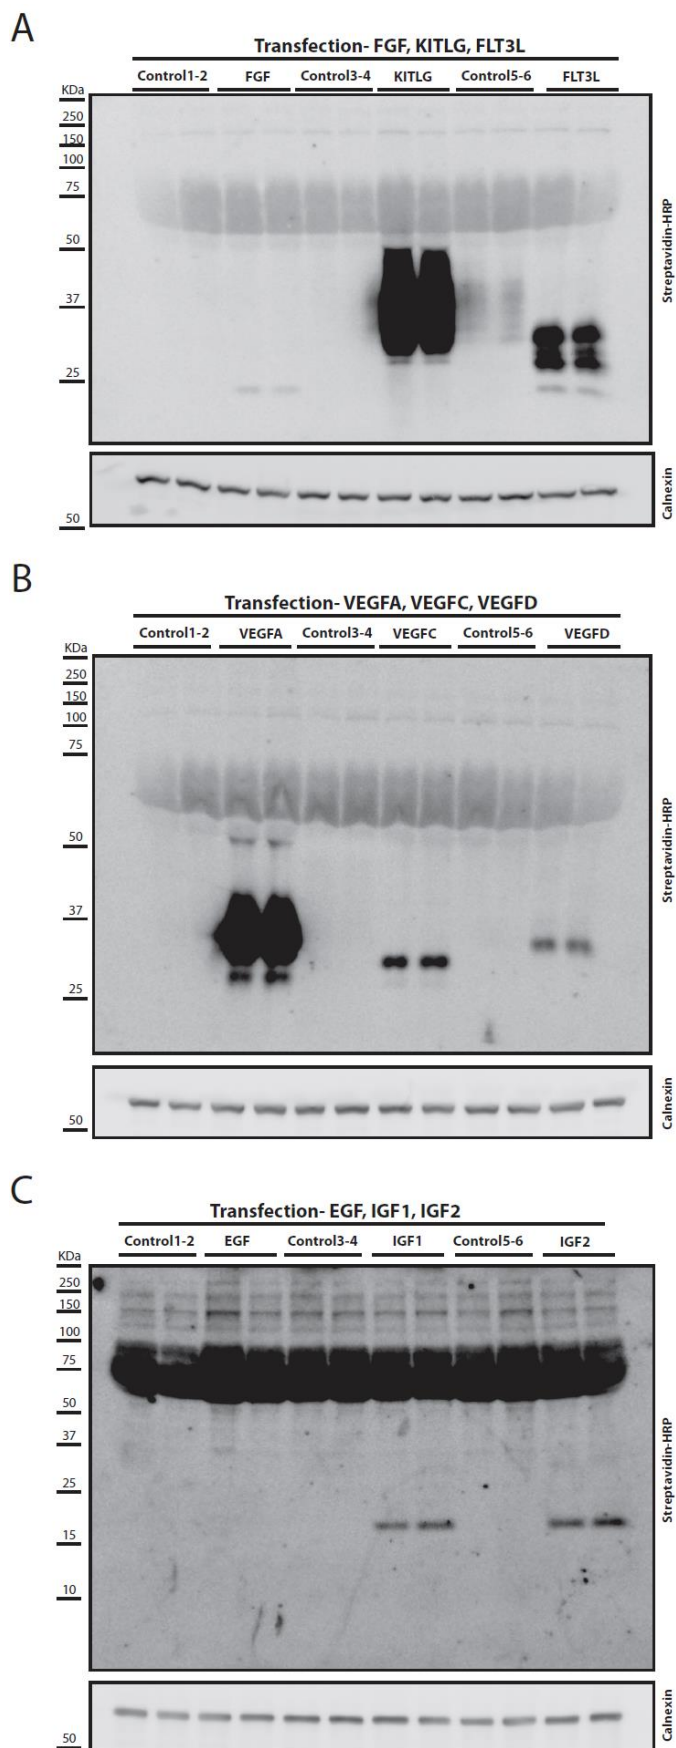 A
Transfection- FGF, KITLG, FLT3L
Control1-2 FGF Control3-4 KITLG Control5-6 FLT3L
KDa
250
150
100
75
50
37
25
Streptavidin-HRP
50
Calnexin
B
Transfection- VEGFA, VEGFC, VEGFD
Control1-2 VEGFA Control3-4 VEGFC Control5-6 VEGFD
KDa
250
150
100
75
50
37
25
Streptavidin-HRP
50
Calnexin
C
Transfection- EGF, IGF1, IGF2
Control1-2 EGF Control3-4 IGF1 Control5-6 IGF2
KDa
250
150
100
75
50
37
25
15
10
Streptavidin-HRP
50
Calnexin